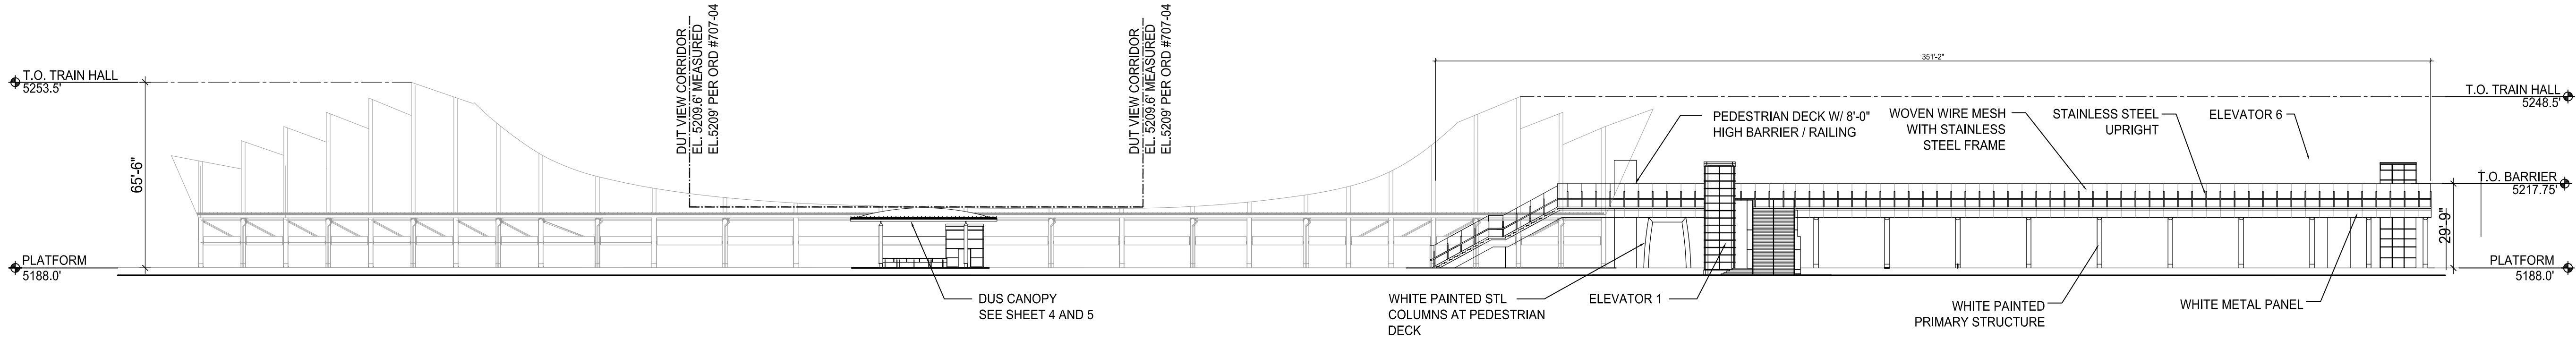 T.O. TRAIN HALL
5253.5'
65'-6"
PLATFORM
5188.0'
DUT VIEW CORRIDOR
EL. 5209.6' MEASURED
EL.5209' PER ORD #707-04
DUT VIEW CORRIDOR
EL. 5209.6' MEASURED
EL.5209' PER ORD #707-04
351'-2"
PEDESTRIAN DECK W/ 8'-0"
HIGH BARRIER / RAILING
WOVEN WIRE MESH
WITH STAINLESS
STEEL FRAME
STAINLESS STEEL
UPRIGHT
ELEVATOR 6
T.O. TRAIN HALL
5248.5'
T.O. BARRIER
5217.75'
29'-9"
PLATFORM
5188.0'
DUS CANOPY
SEE SHEET 4 AND 5
WHITE PAINTED STL
COLUMNS AT PEDESTRIAN
DECK
ELEVATOR 1
WHITE PAINTED
PRIMARY STRUCTURE
WHITE METAL PANEL